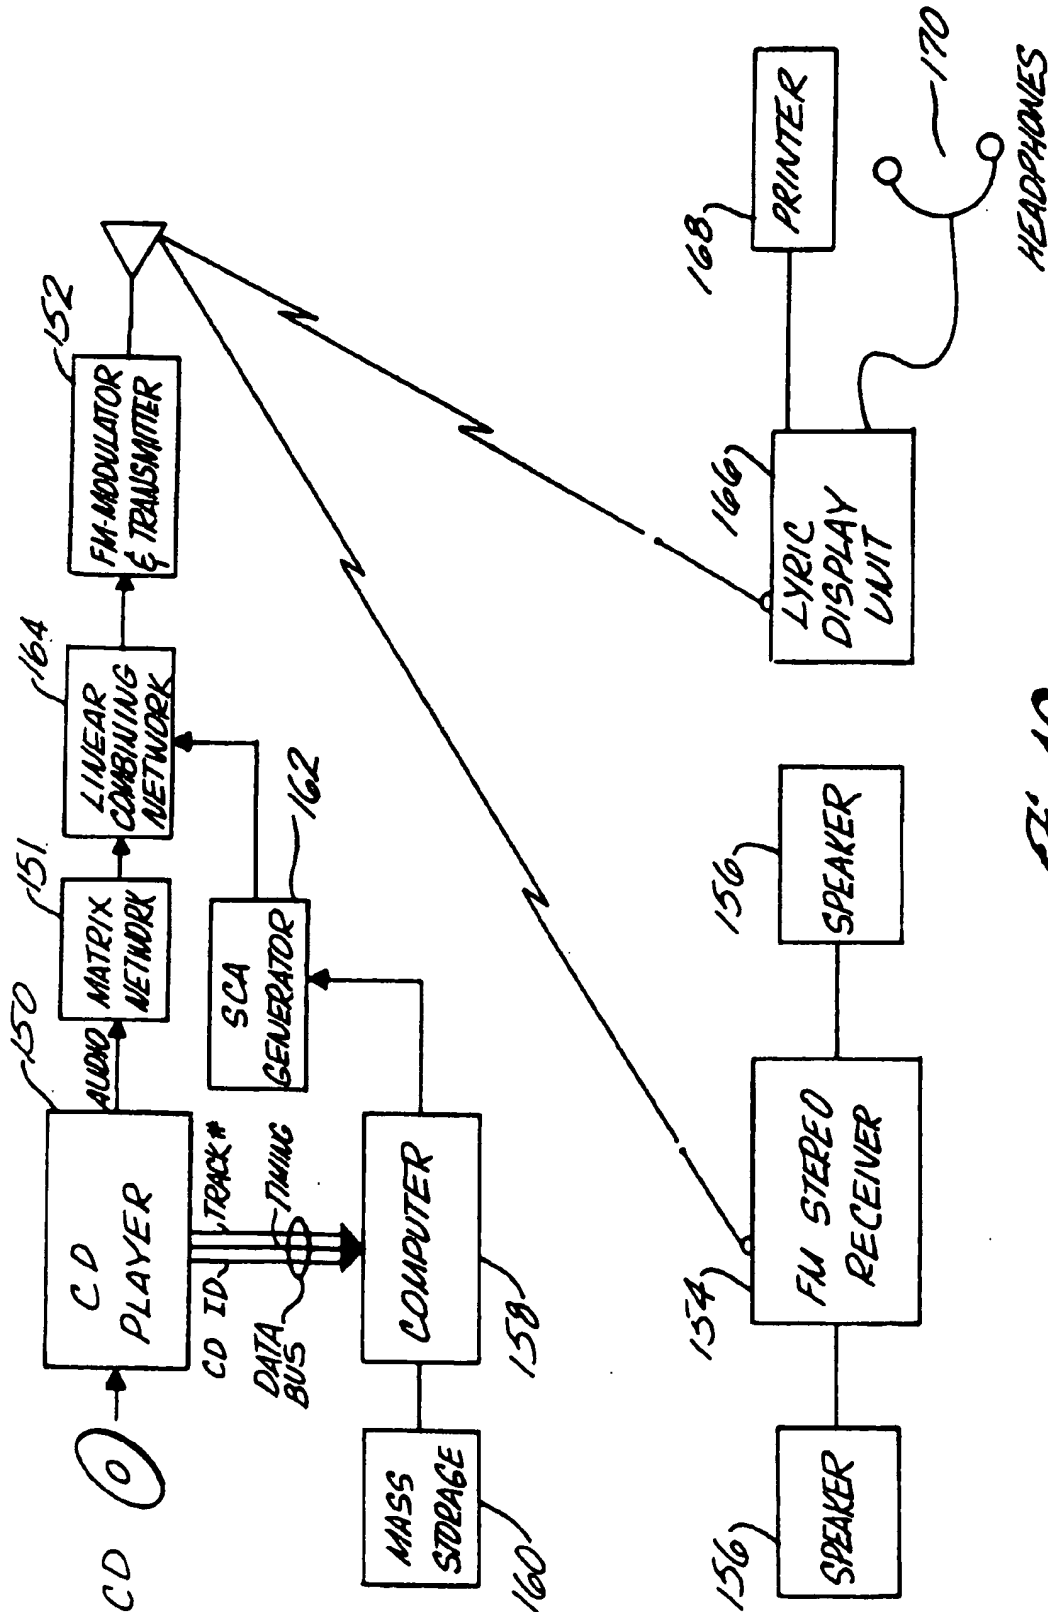 CD
CD
PLAYER
150
AUDIO
MATRIX
NETWORK
151
LINEAR
COMBINING
NETWORK
164
FM-MODULATOR
& TRANSMITTER
152
CD ID
TRACK #
TIMING
DATA
BUS
SCA
GENERATOR
162
MASS
STORAGE
160
COMPUTER
158
SPEAKER
156
FM STEREO
RECEIVER
154
SPEAKER
156
LYRIC
DISPLAY
UNIT
166
PRINTER
168
170
HEADPHONES